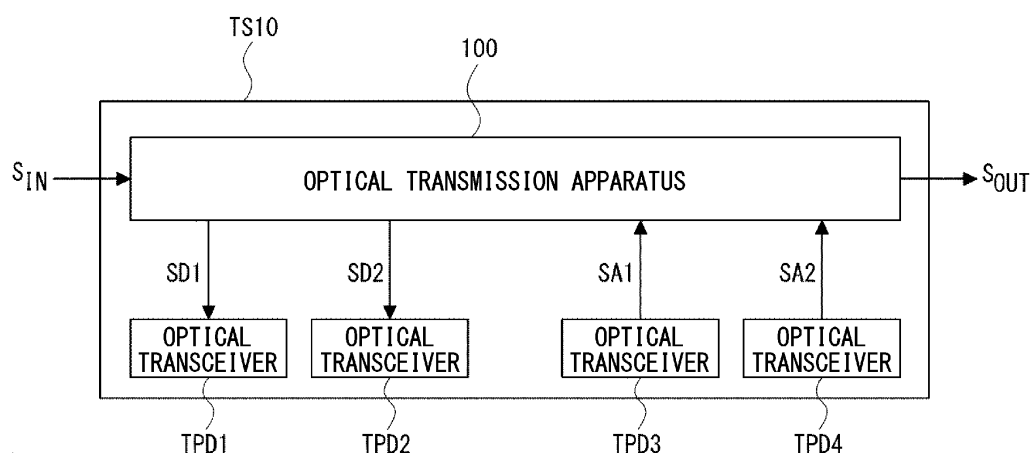 TS10
100
S_IN
OPTICAL TRANSMISSION APPARATUS
S_OUT
SD1
SD2
SA1
SA2
OPTICAL
TRANSCEIVER
OPTICAL
TRANSCEIVER
OPTICAL
TRANSCEIVER
OPTICAL
TRANSCEIVER
TPD1
TPD2
TPD3
TPD4